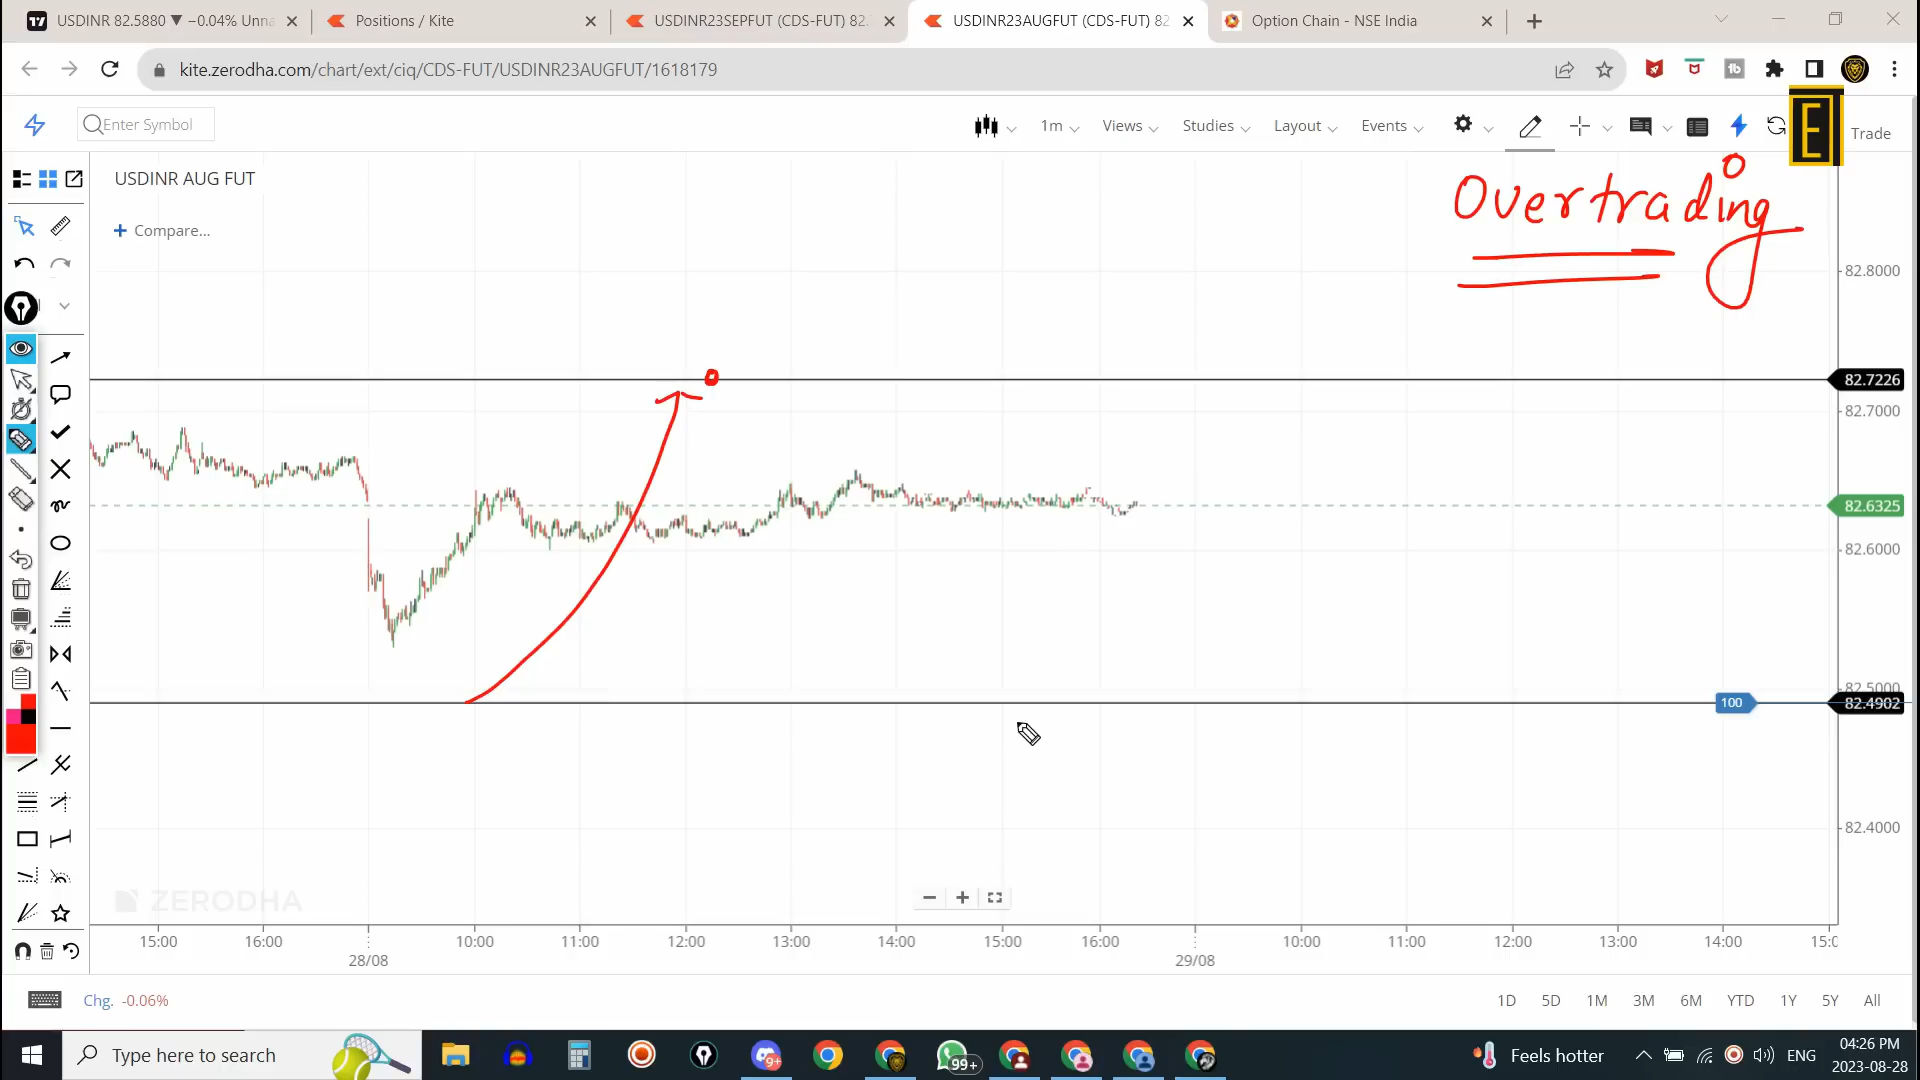 USDINR 82.5880 ▼ −0.04% Unna
Positions / Kite
USDINR23SEPFUT (CDS-FUT) 82.
USDINR23AUGFUT (CDS-FUT) 82
Option Chain - NSE India
kite.zerodha.com/chart/ext/ciq/CDS-FUT/USDINR23AUGFUT/1618179
Enter Symbol
1m
Views
Studies
Layout
Events
E
Trade
USDINR AUG FUT
Overtrading
+ Compare...
82.8000
82.7226
82.7000
82.6325
82.6000
82.5000
100
82.4902
82.4000
ZERODHA
15:00 16:00 10:00 11:00 12:00 13:00 14:00 15:00 16:00 10:00 11:00 12:00 13:00 14:00 15:0
28/08 29/08
Chg. -0.06%
1D 5D 1M 3M 6M YTD 1Y 5Y All
Type here to search
9+
99+
Feels hotter
ENG
04:26 PM
2023-08-28